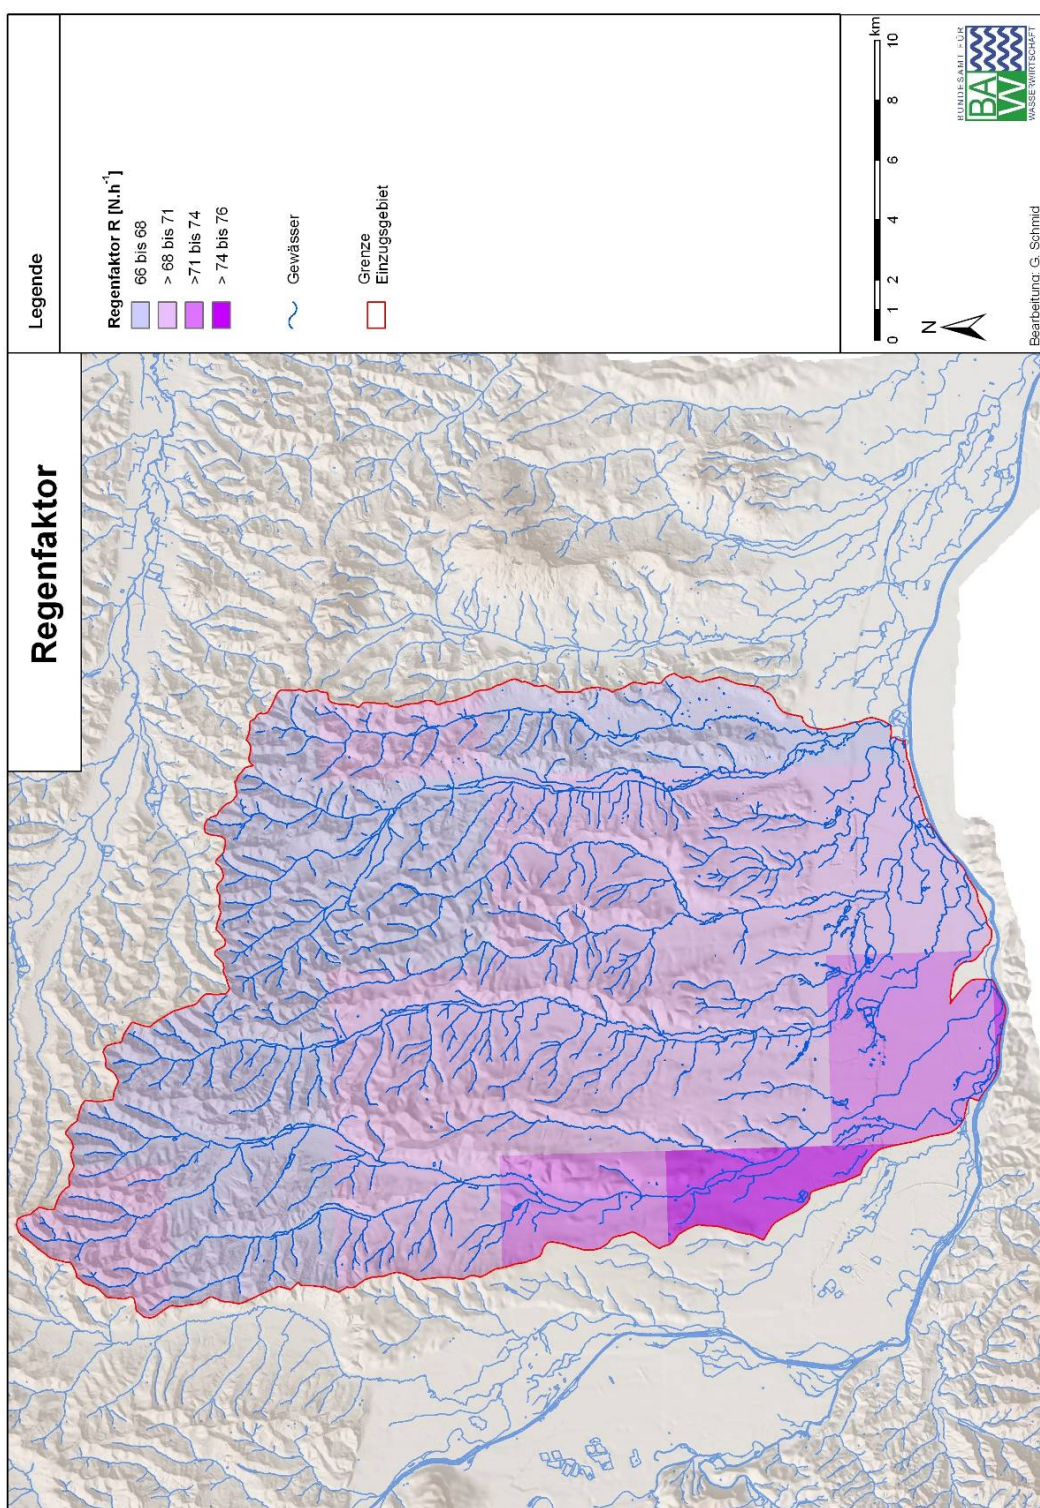 Regenfaktor
Legende
Regenfaktor R [N.h⁻¹]
66 bis 68
> 68 bis 71
>71 bis 74
> 74 bis 76
Gewässer
Grenze
Einzugsgebiet
0 1 2 4 6 8 10
km
N
BUNDESAMT FÜR
BAW
WASSERWIRTSCHAFT
Bearbeitung: G. Schmid